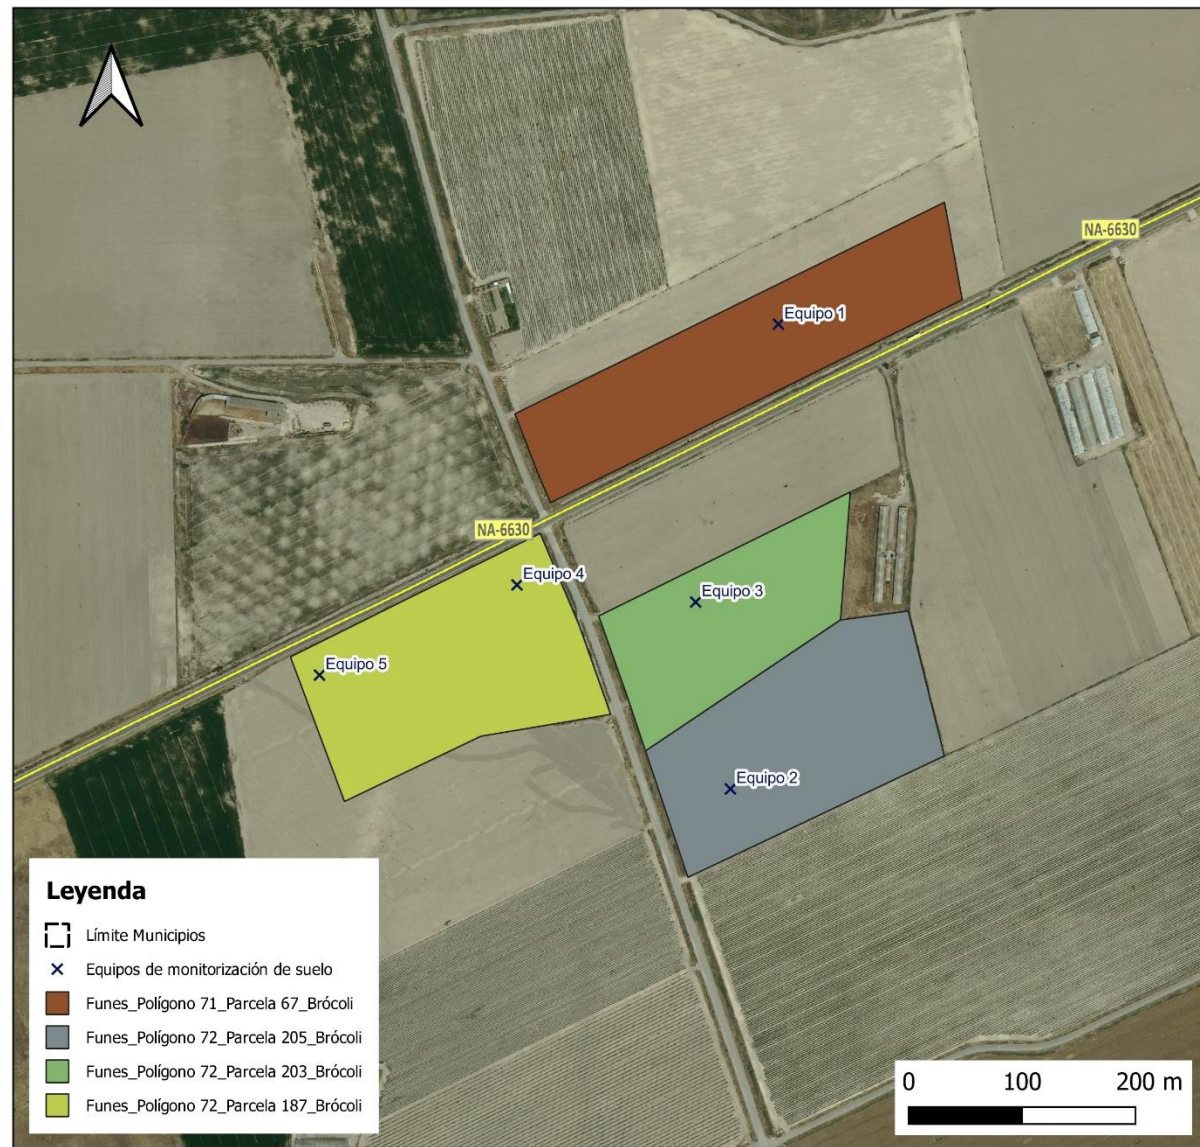 NA-6630
Equipo 1
NA-6630
Equipo 4
Equipo 3
Equipo 5
Equipo 2
Leyenda
Límite Municipios
Equipos de monitorización de suelo
Funes_Polígono 71_Parcela 67_Brócoli
Funes_Polígono 72_Parcela 205_Brócoli
Funes_Polígono 72_Parcela 203_Brócoli
Funes_Polígono 72_Parcela 187_Brócoli
0 100 200 m